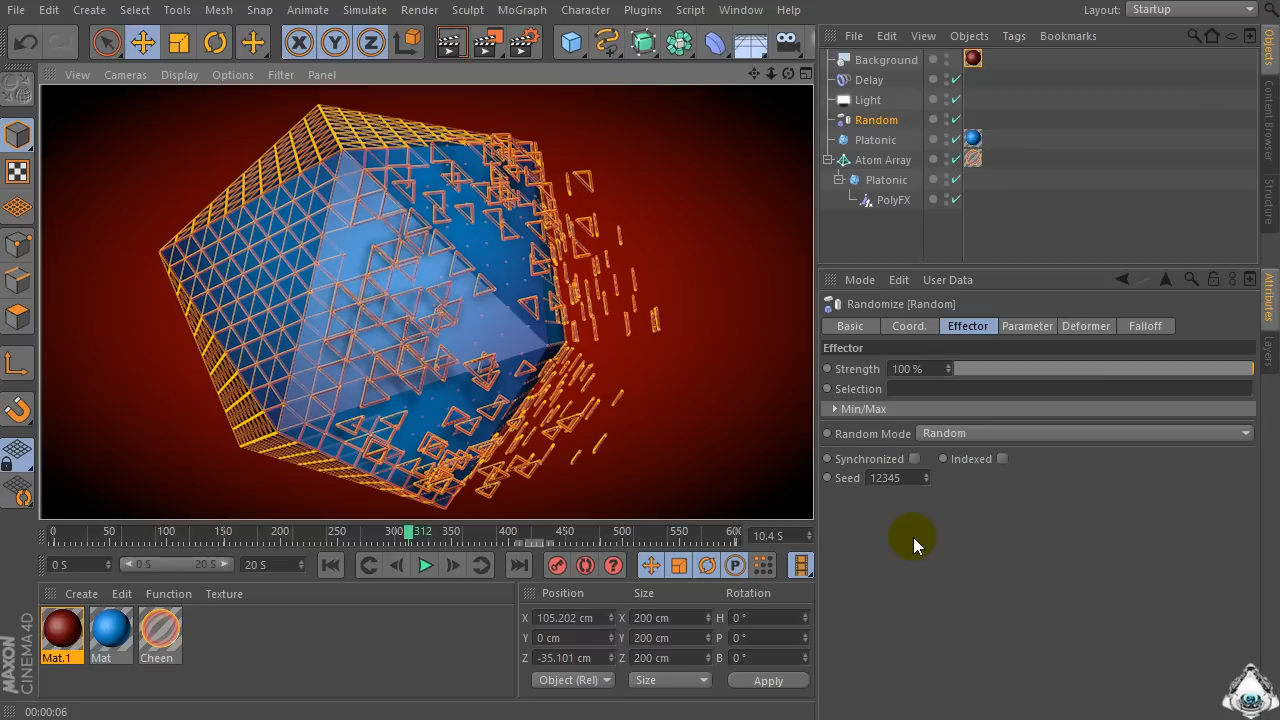 File Edit Create Select Tools Mesh Snap Animate Simulate Render Sculpt MoGraph Character Plugins Script Window Help Layout: Startup
X Y Z
File Edit View Objects Tags Bookmarks
View Cameras Display Options Filter Panel
Background
Delay
Light
Random
Platonic
Atom Array
Platonic
PolyFX
Objects
Content Browser
Structure
Attributes
Layers
Mode Edit User Data
Randomize [Random]
Basic Coord. Effector Parameter Deformer Falloff
Effector
Strength 100 %
Selection
Min/Max
Random Mode Random
Synchronized Indexed
Seed 12345
0 50 100 150 200 250 300 312 350 400 450 500 550 600 10.4 S
0 S 0 S 20 S 20 S
? P
Create Edit Function Texture
Mat.1 Mat Cheen
Position Size Rotation
X 105.202 cm X 200 cm H 0 °
Y 0 cm Y 200 cm P 0 °
Z -35.101 cm Z 200 cm B 0 °
Object (Rel) Size Apply
MAXON
CINEMA 4D
00:00:06